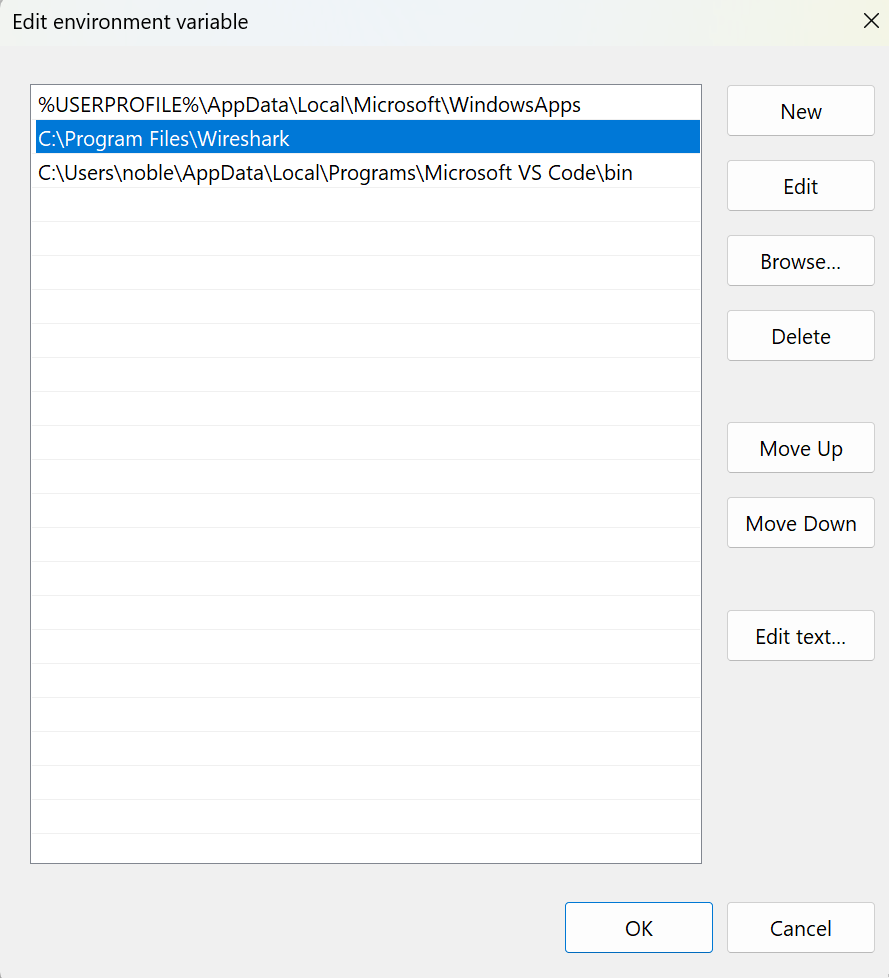 Edit environment variable
%USERPROFILE%\AppData\Local\Microsoft\WindowsApps
C:\Program Files\Wireshark
C:\Users\noble\AppData\Local\Programs\Microsoft VS Code\bin
New
Edit
Browse...
Delete
Move Up
Move Down
Edit text...
OK
Cancel